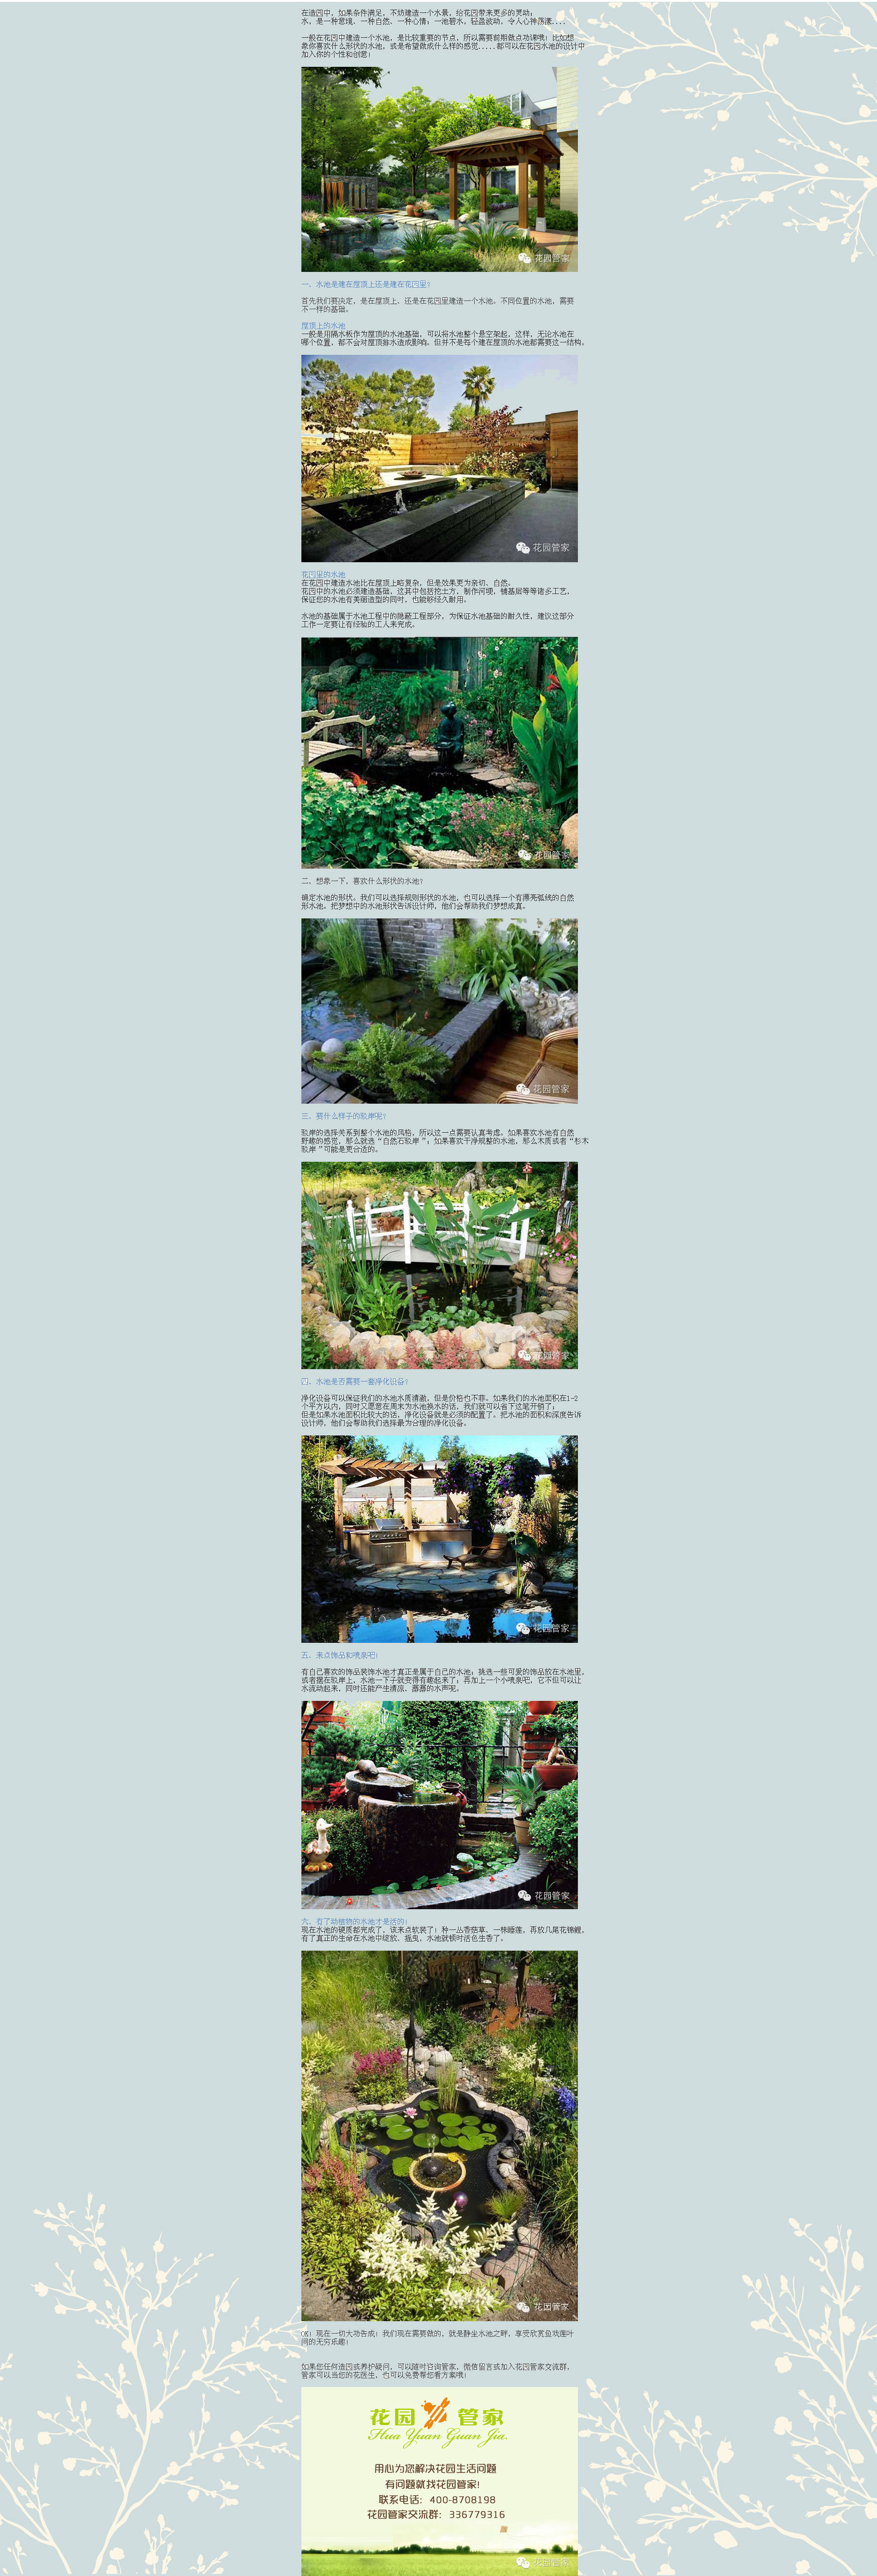 在造园中，如果条件满足，不妨建造一个水景，给花园带来更多的灵动；
水，是一种意境、一种自然、一种心情；一池碧水，轻盈波动，令人心神荡漾....
一般在花园中建造一个水池，是比较重要的节点，所以需要前期做点功课哦！比如想
象你喜欢什么形状的水池，或是希望做成什么样的感觉.....都可以在花园水池的设计中
加入你的个性和创意！
花园管家
一、水池是建在屋顶上还是建在花园里？
首先我们要决定，是在屋顶上，还是在花园里建造一个水池。不同位置的水池，需要
不一样的基础。
屋顶上的水池
一般是用隔水板作为屋顶的水池基础，可以将水池整个悬空架起，这样，无论水池在
哪个位置，都不会对屋顶排水造成影响。但并不是每个建在屋顶的水池都需要这一结构。
花园管家
花园里的水池
在花园中建造水池比在屋顶上略复杂，但是效果更为亲切、自然。
花园中的水池必须建造基础，这其中包括挖土方，制作河堤，铺基层等等诸多工艺，
保证您的水池有美丽造型的同时，也能够经久耐用。
水池的基础属于水池工程中的隐蔽工程部分，为保证水池基础的耐久性，建议这部分
工作一定要让有经验的工人来完成。
花园管家
二、想象一下，喜欢什么形状的水池？
确定水池的形状。我们可以选择规则形状的水池，也可以选择一个有漂亮弧线的自然
形水池。把梦想中的水池形状告诉设计师，他们会帮助我们梦想成真。
花园管家
三、要什么样子的驳岸呢？
驳岸的选择关系到整个水池的风格，所以这一点需要认真考虑。如果喜欢水池有自然
野趣的感觉，那么就选“自然石驳岸”；如果喜欢干净规整的水池，那么木质或者“杉木
驳岸”可能是更合适的。
花园管家
四、水池是否需要一套净化设备？
净化设备可以保证我们的水池水质清澈，但是价格也不菲。如果我们的水池面积在1-2
个平方以内，同时又愿意在周末为水池换水的话，我们就可以省下这笔开销了；
但是如果水池面积比较大的话，净化设备就是必须的配置了。把水池的面积和深度告诉
设计师，他们会帮助我们选择最为合理的净化设备。
花园管家
五、来点饰品和喷泉吧！
有自己喜欢的饰品装饰水池才真正是属于自己的水池；挑选一些可爱的饰品放在水池里，
或者摆在驳岸上，水池一下子就变得有趣起来了；再加上一个小喷泉吧，它不但可以让
水流动起来，同时还能产生清凉、潺潺的水声呢。
花园管家
六、有了动植物的水池才是活的！
现在水池的硬质都完成了，该来点软装了！种一丛香菇草、一株睡莲，再放几尾花锦鲤，
有了真正的生命在水池中绽放、摇曳，水池就顿时活色生香了。
花园管家
OK！现在一切大功告成！我们现在需要做的，就是静坐水池之畔，享受欣赏鱼戏莲叶
间的无穷乐趣！
如果您任何造园或养护疑问，可以随时咨询管家，微信留言或加入花园管家交流群，
管家可以当您的花医生，也可以免费帮您看方案哦！
花园管家
Hua Yuan Guan Jia.
用心为您解决花园生活问题
有问题就找花园管家！
联系电话：400-8708198
花园管家交流群：336779316
花园管家